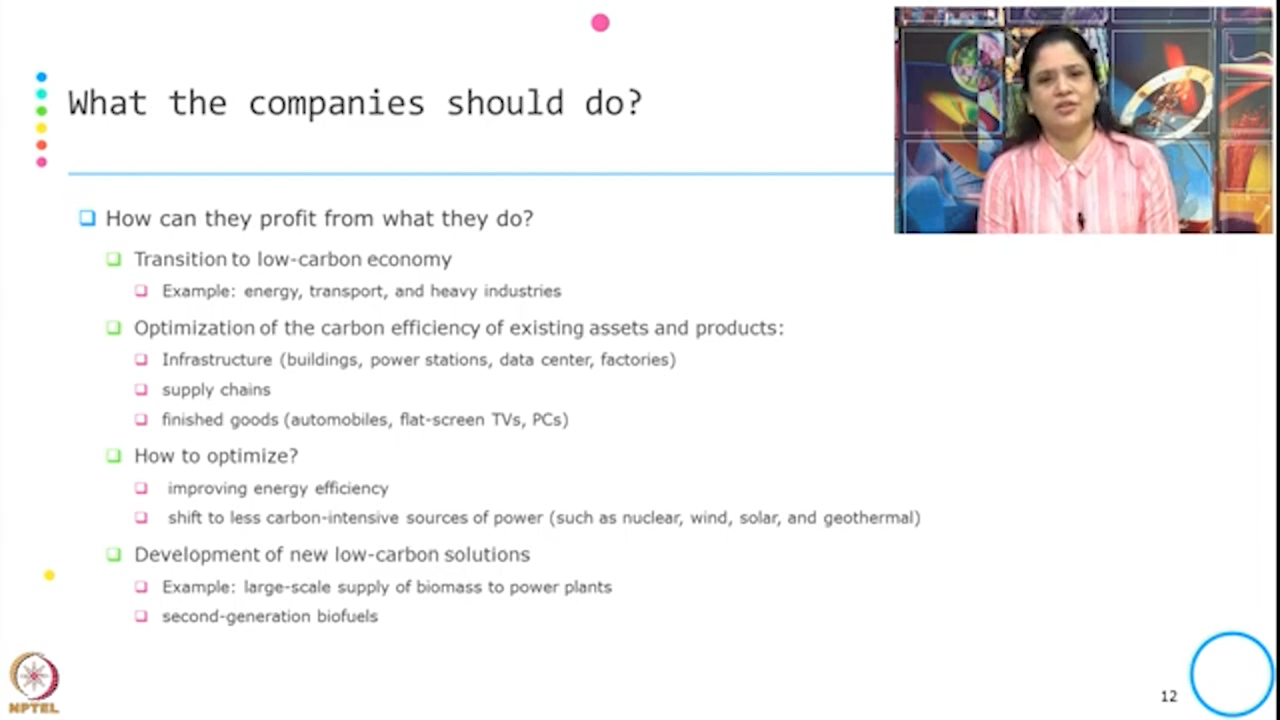 What the companies should do?
How can they profit from what they do?
Transition to low-carbon economy
Example: energy, transport, and heavy industries
Optimization of the carbon efficiency of existing assets and products:
Infrastructure (buildings, power stations, data center, factories)
supply chains
finished goods (automobiles, flat-screen TVs, PCs)
How to optimize?
improving energy efficiency
shift to less carbon-intensive sources of power (such as nuclear, wind, solar, and geothermal)
Development of new low-carbon solutions
Example: large-scale supply of biomass to power plants
second-generation biofuels
NPTEL
12